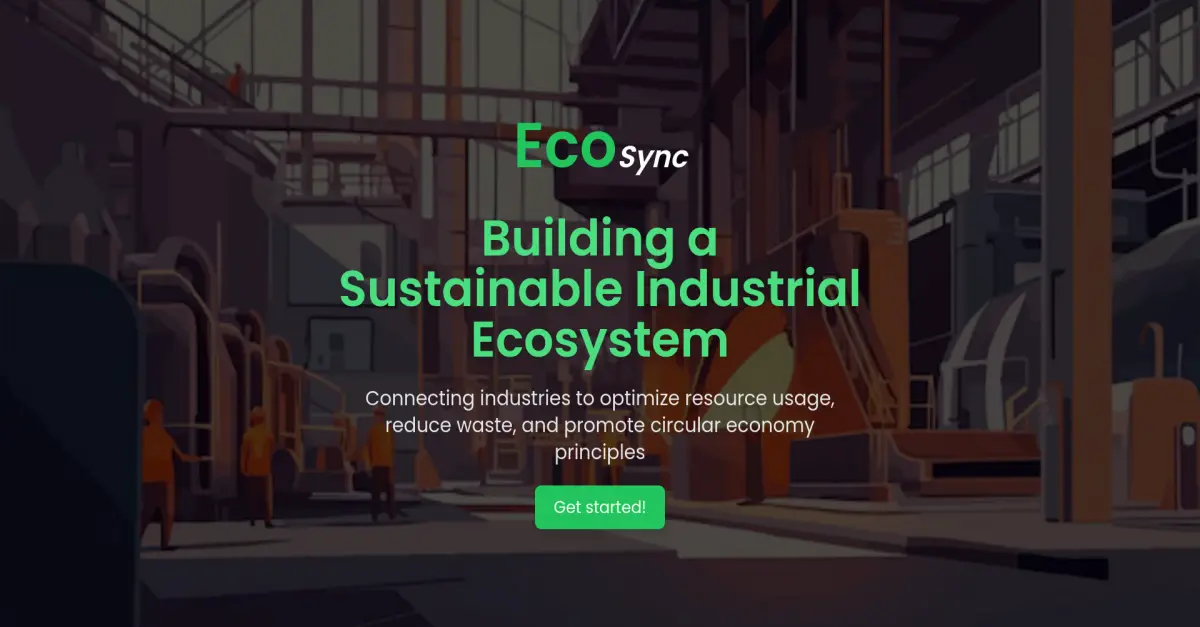 Eco Sync
Building a
Sustainable Industrial
Ecosystem
Connecting industries to optimize resource usage,
reduce waste, and promote circular economy
principles
Get started!